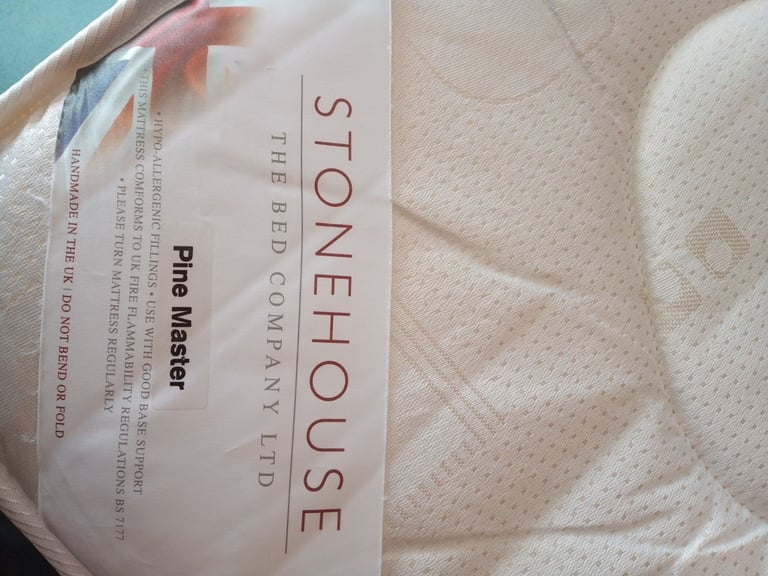 STONEHOUSE
THE BED COMPANY LTD
Pine Master
• HYPO-ALLERGENIC FILLINGS • USE WITH GOOD BASE SUPPORT
• THIS MATTRESS COMFORMS TO UK FIRE FLAMMABILITY REGULATIONS BS 7177
• PLEASE TURN MATTRESS REGULARLY
HANDMADE IN THE UK | DO NOT BEND OR FOLD